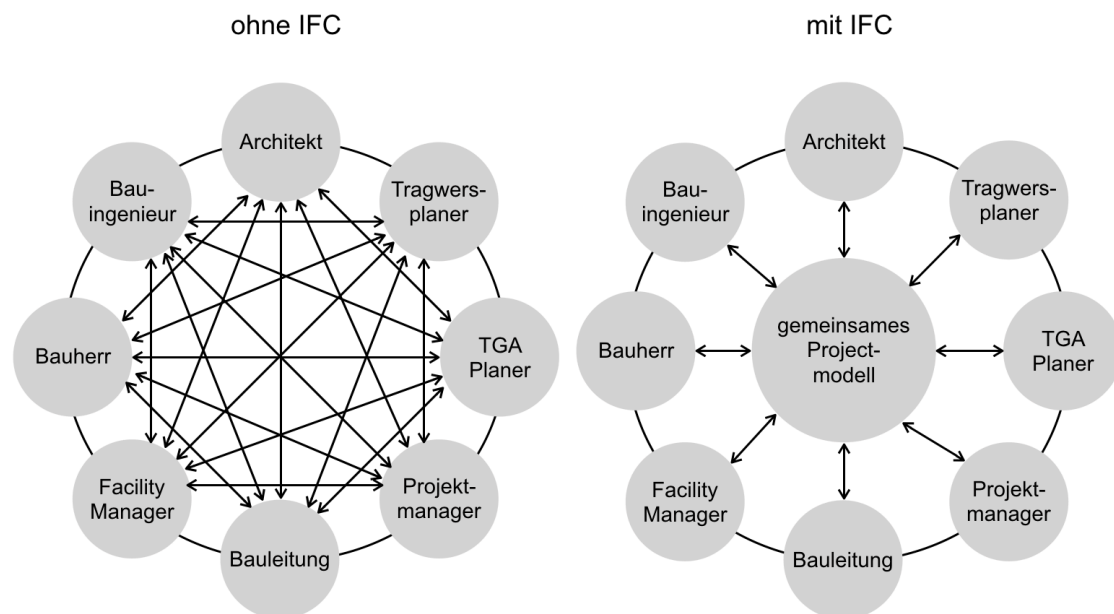 ohne IFC
Architekt
Bau-
ingenieur
Tragwers-
planer
Bauherr
TGA
Planer
Facility
Manager
Projekt-
manager
Bauleitung
mit IFC
Architekt
Bau-
ingenieur
Tragwers-
planer
Bauherr
gemeinsames
Project-
modell
TGA
Planer
Facility
Manager
Projekt-
manager
Bauleitung